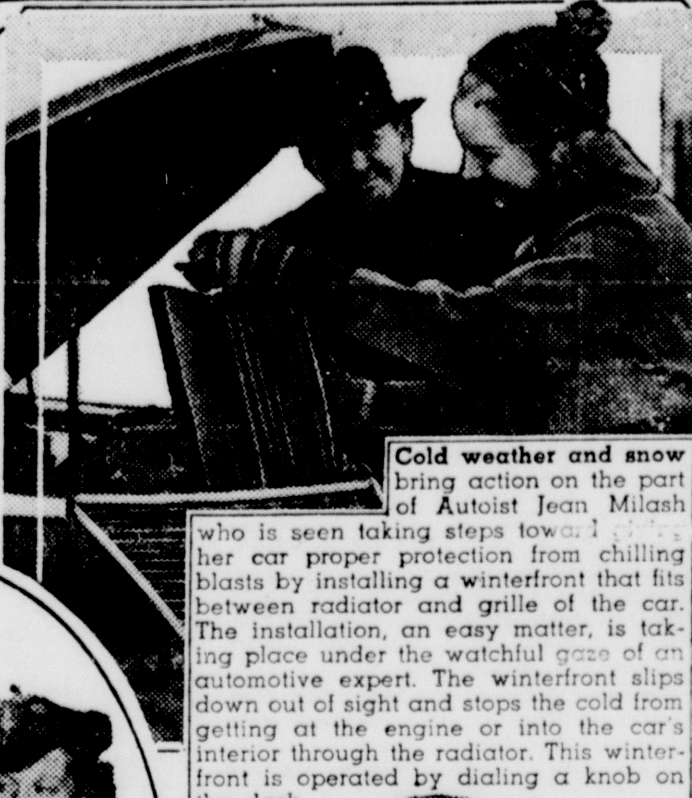 Cold weather and snow
bring action on the part
of Autoist Jean Milash
who is seen taking steps toward
her car proper protection from chilling
blasts by installing a winterfront that fits
between radiator and grille of the car.
The installation, an easy matter, is tak-
ing place under the watchful gaze of an
automotive expert. The winterfront slips
down out of sight and stops the cold from
getting at the engine or into the car's
interior through the radiator. This winter-
front is operated by dialing a knob on